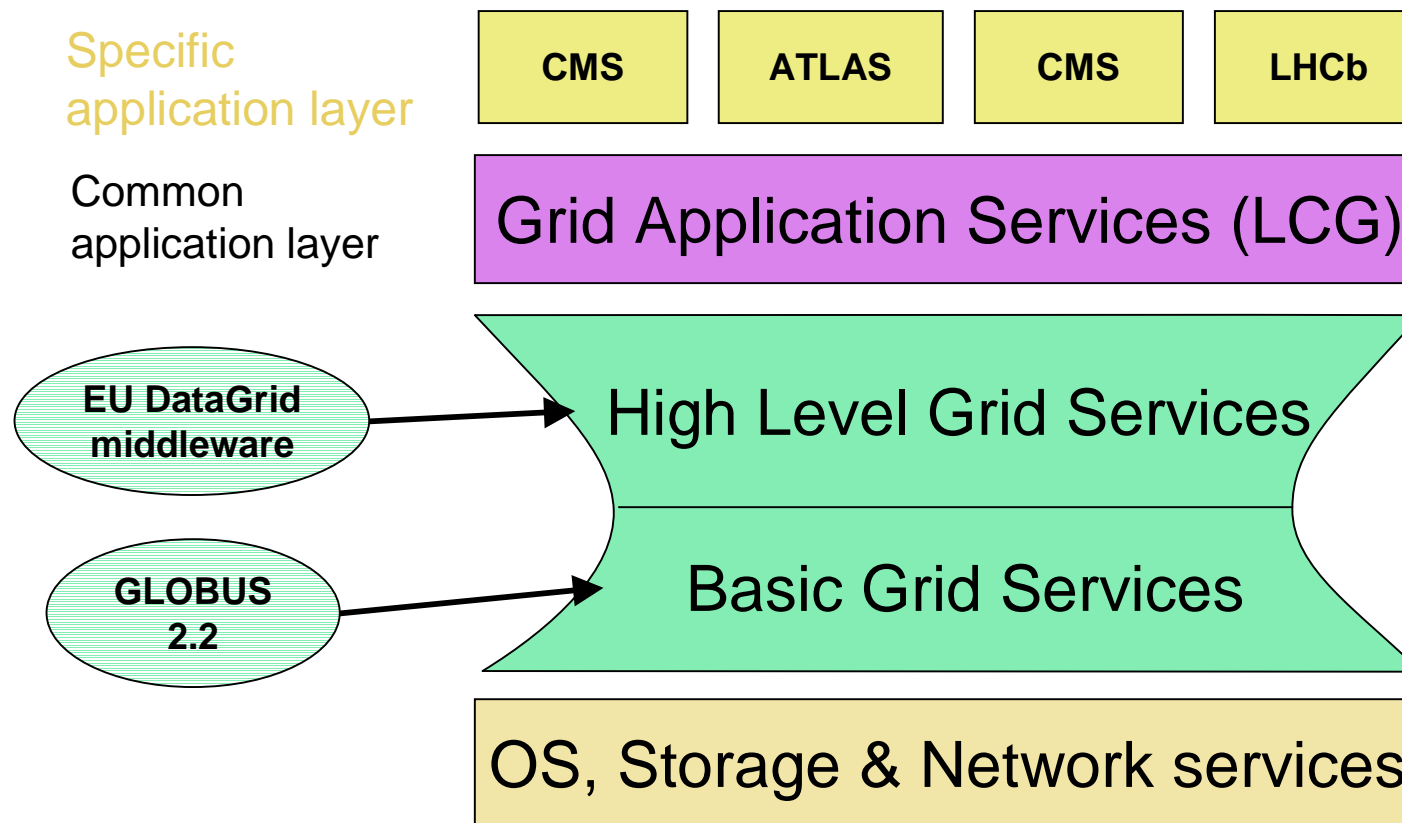 Specific
application layer
CMS
ATLAS
CMS
LHCb
Common
application layer
Grid Application Services (LCG)
EU DataGrid
middleware
High Level Grid Services
GLOBUS
2.2
Basic Grid Services
OS, Storage & Network services